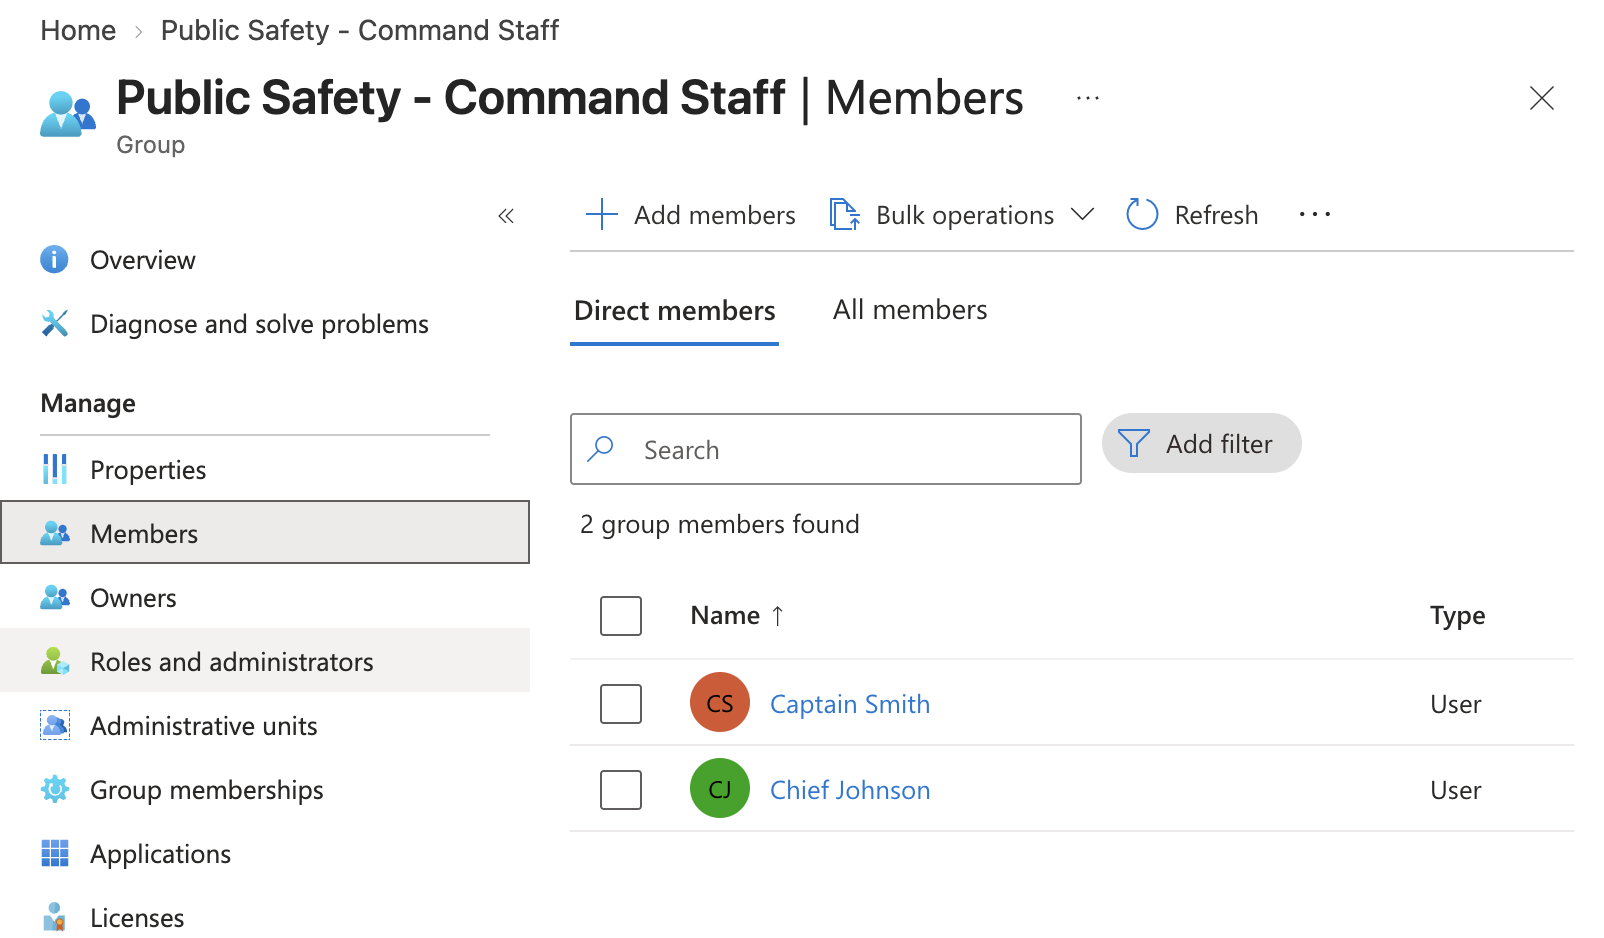 Home > Public Safety - Command Staff
Public Safety - Command Staff | Members ...
Group
«
Overview
Diagnose and solve problems
Manage
Properties
Members
Owners
Roles and administrators
Administrative units
Group memberships
Applications
Licenses
Add members Bulk operations Refresh ...
Direct members All members
Search Add filter
2 group members found
Name ↑ Type
CS Captain Smith User
CJ Chief Johnson User